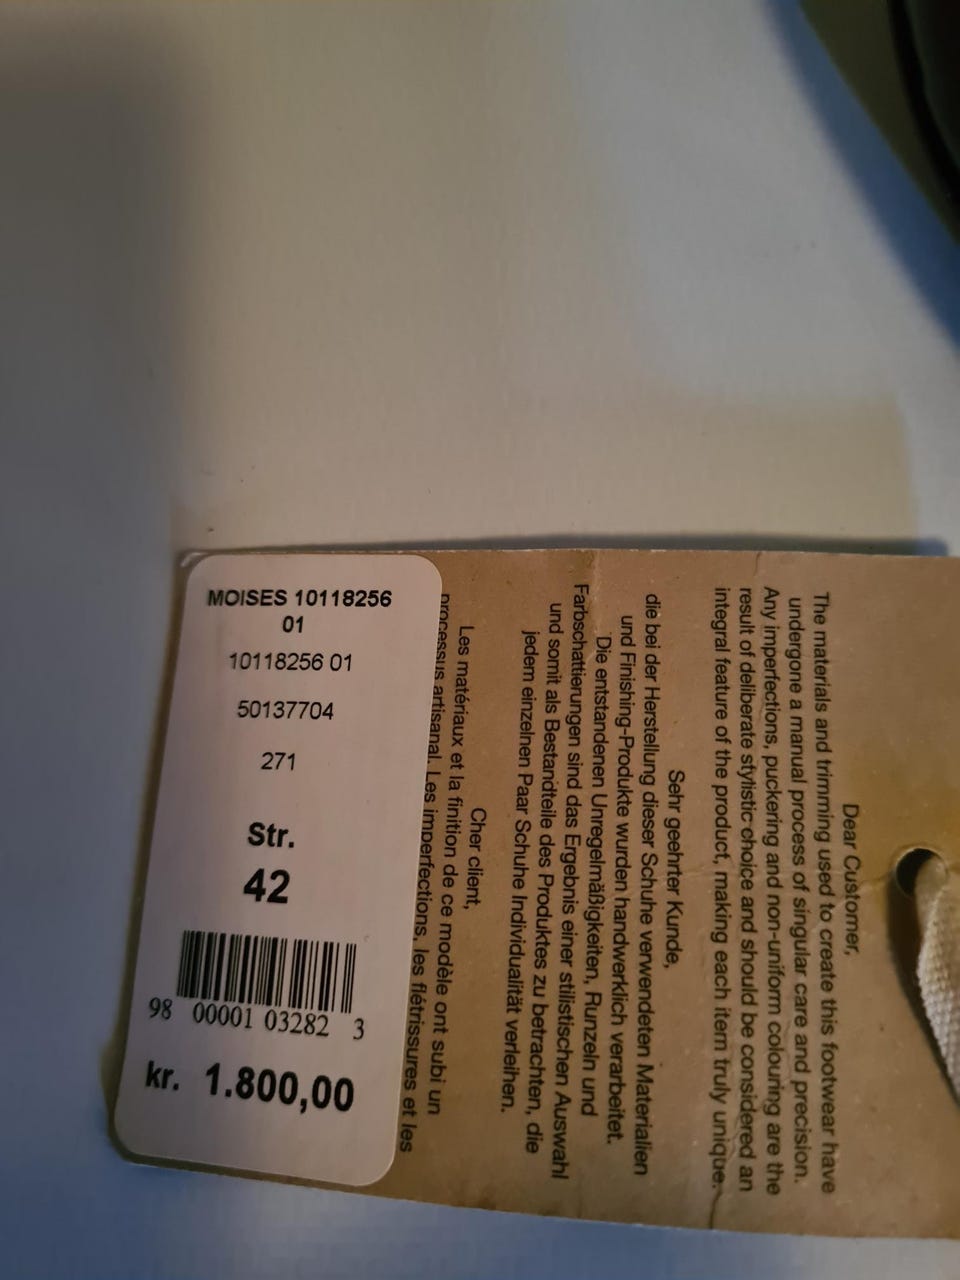 MOISES 10118256
01
10118256 01
50137704
271
Str.
42
98 00001 03282 3
kr. 1.800,00
Dear Customer,
The materials and trimming used to create this footwear have
undergone a manual process of singular care and precision.
Any imperfections, puckering and non-uniform colouring are the
result of deliberate stylistic choice and should be considered an
integral feature of the product, making each item truly unique.
Sehr geehrter Kunde,
die bei der Herstellung dieser Schuhe verwendeten Materialien
und Finishing-Produkte wurden handwerklich verarbeitet.
Die entstandenen Unregelmäßigkeiten, Runzeln und
Farbschattierungen sind das Ergebnis einer stilistischen Auswahl
und somit als Bestandteile des Produktes zu betrachten, die
jedem einzelnen Paar Schuhe Individualität verleihen.
Cher client,
Les matériaux et la finition de ce modèle ont subi un
processus artisanal. Les imperfections, les flétrissures et les